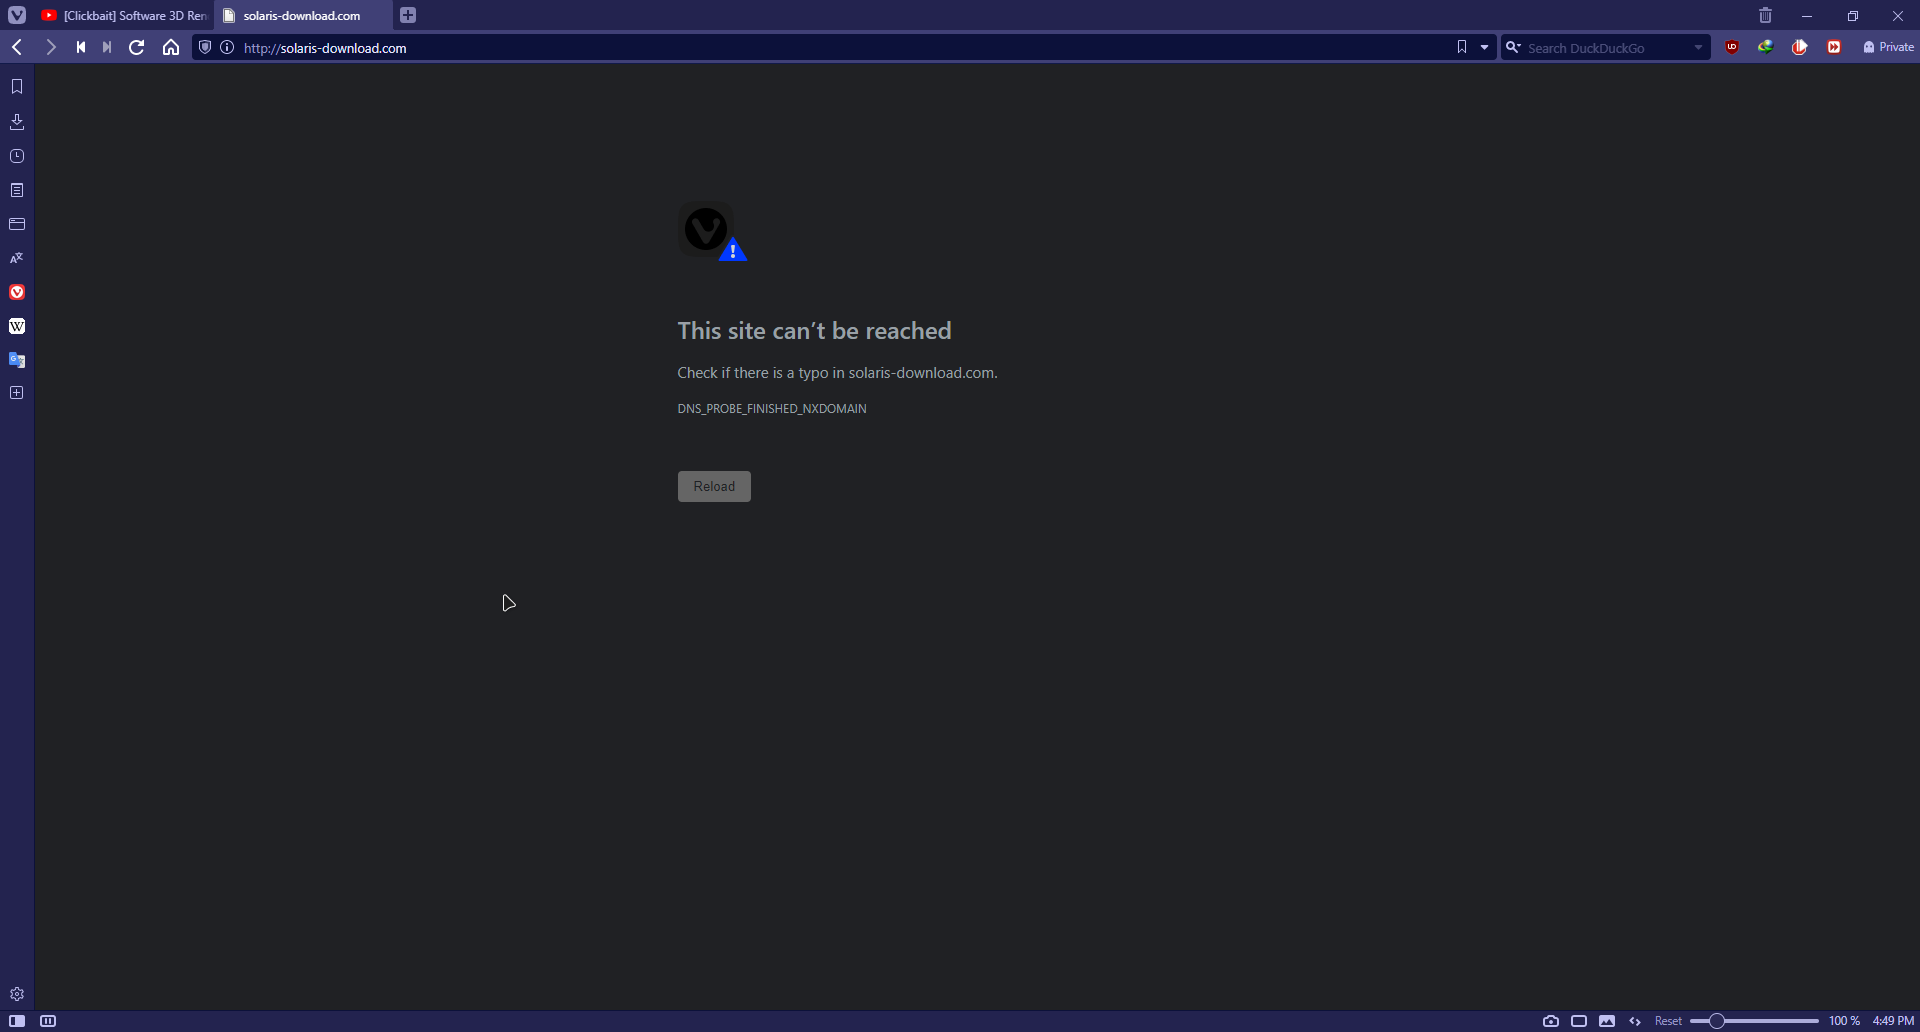 [Clickbait] Software 3D Ren
solaris-download.com
http://solaris-download.com
Search DuckDuckGo
Private
This site can’t be reached
Check if there is a typo in solaris-download.com.
DNS_PROBE_FINISHED_NXDOMAIN
Reload
Reset
100 %
4:49 PM